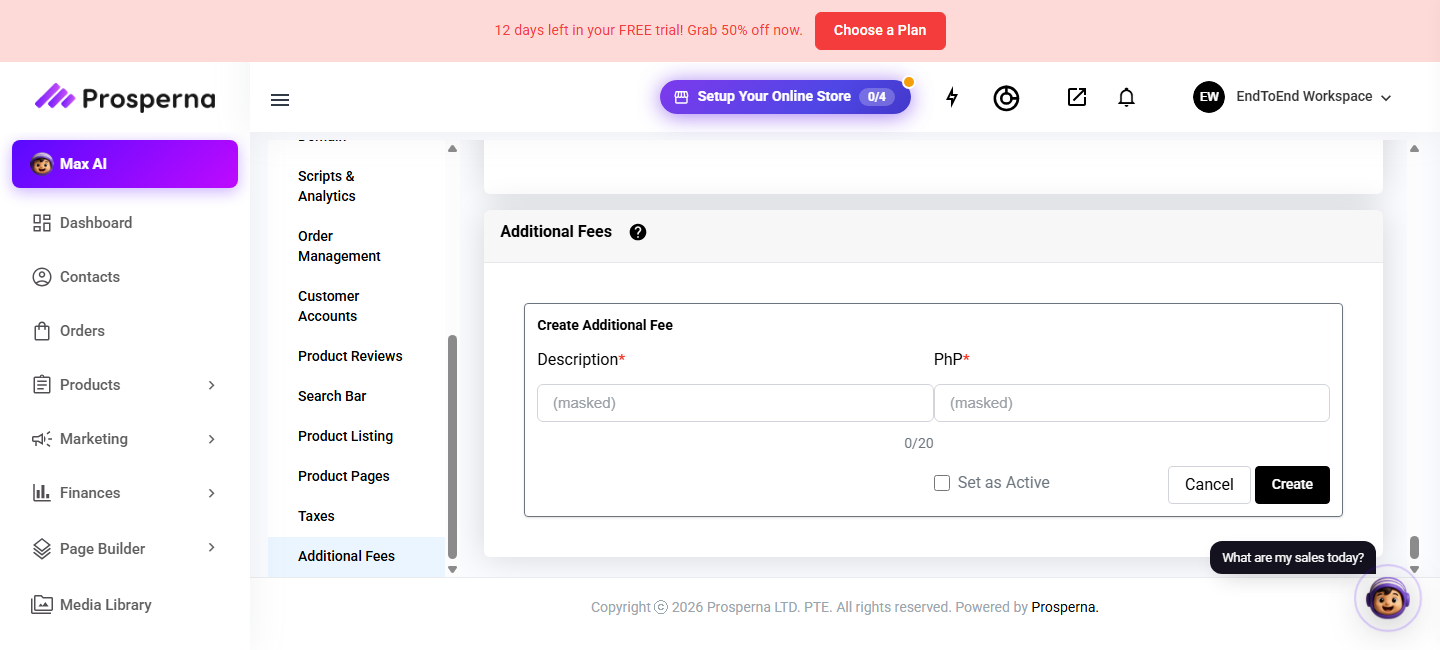 12 days left in your FREE trial! Grab 50% off now.
Choose a Plan
Prosperna
Setup Your Online Store 0/4
EW
EndToEnd Workspace
Max AI
Dashboard
Contacts
Orders
Products
Marketing
Finances
Page Builder
Media Library
Scripts &
Analytics
Order
Management
Customer
Accounts
Product Reviews
Search Bar
Product Listing
Product Pages
Taxes
Additional Fees
Additional Fees
Create Additional Fee
Description*
PhP*
(masked)
(masked)
0/20
Set as Active
Cancel
Create
What are my sales today?
Copyright © 2026 Prosperna LTD. PTE. All rights reserved. Powered by Prosperna.